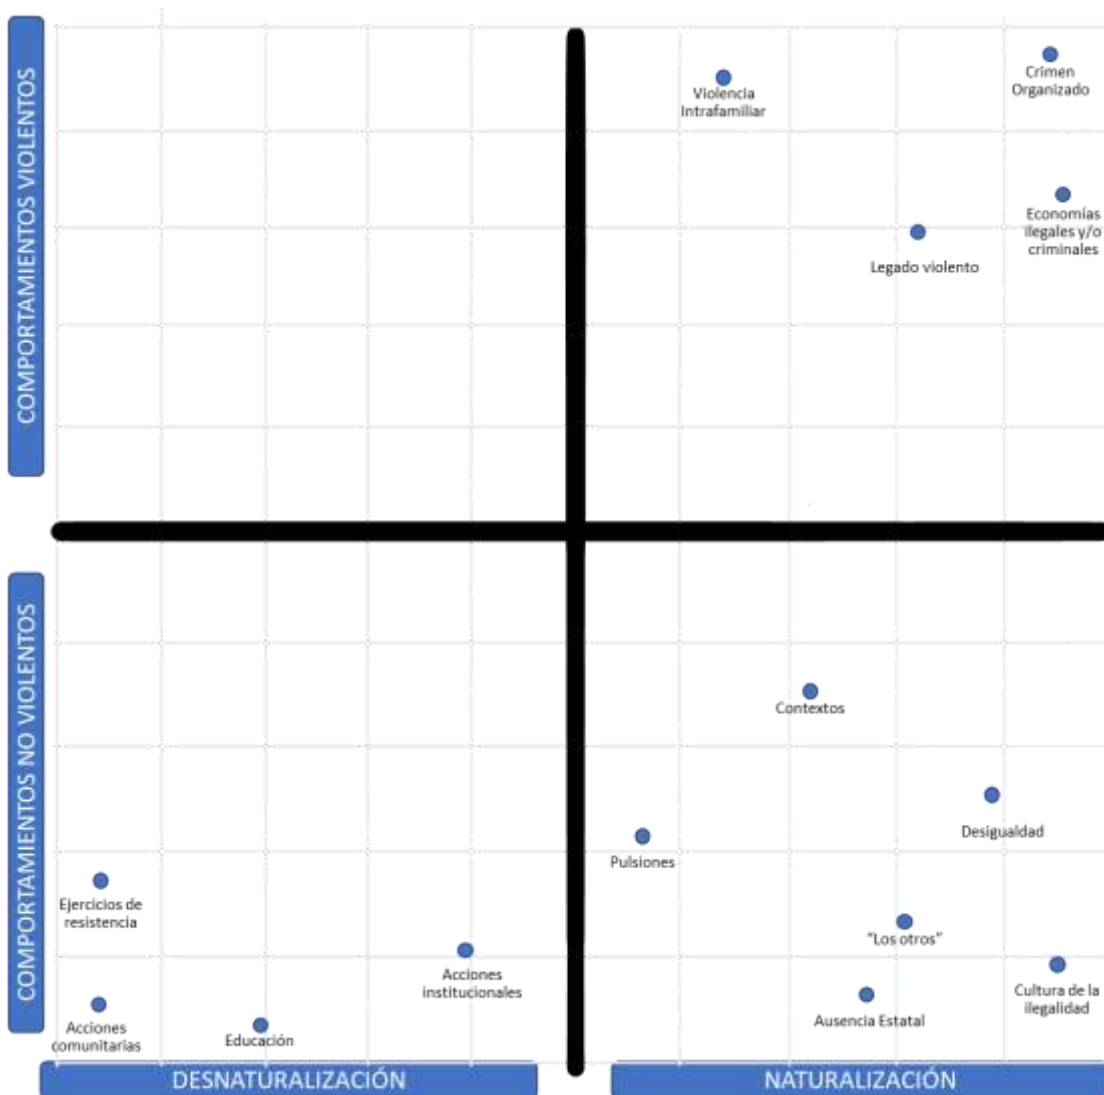 COMPORTAMIENTOS VIOLENTOS
Violencia
Intrafamiliar
Crimen
Organizado
Economías
ilegales y/o
criminales
Legado violento
COMPORTAMIENTOS NO VIOLENTOS
Contextos
Desigualdad
Pulsiones
Ejercicios de
resistencia
"Los otros"
Acciones
institucionales
Cultura de la
ilegalidad
Ausencia Estatal
Acciones
comunitarias
Educación
DESNATURALIZACIÓN
NATURALIZACIÓN